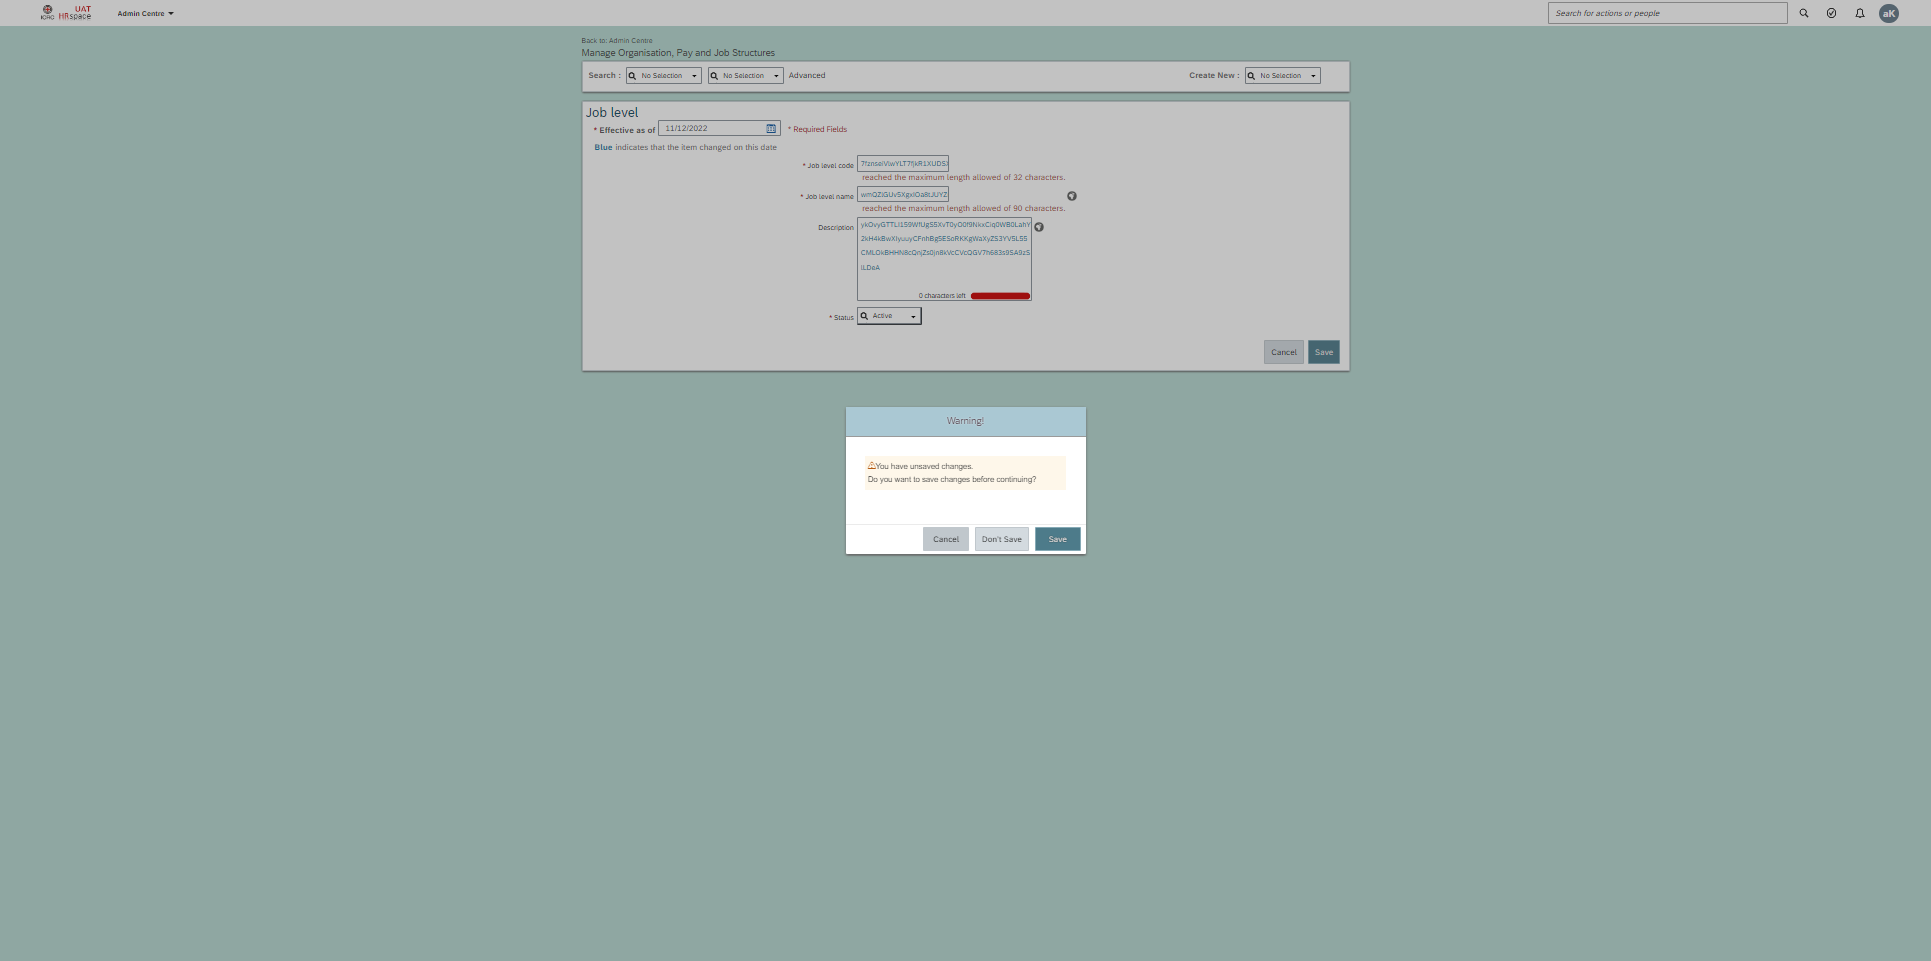 UAT
ICRC HRspace
Admin Centre
Search for actions or people
aK
Back to: Admin Centre
Manage Organisation, Pay and Job Structures
Search : No Selection No Selection Advanced
Create New : No Selection
Job level
* Effective as of 11/12/2022 * Required Fields
Blue indicates that the item changed on this date
* Job level code
reached the maximum length allowed of 32 characters.
* Job level name
reached the maximum length allowed of 90 characters.
Description
0 characters left
* Status Active
Cancel Save
Warning!
You have unsaved changes.
Do you want to save changes before continuing?
Cancel Don't Save Save